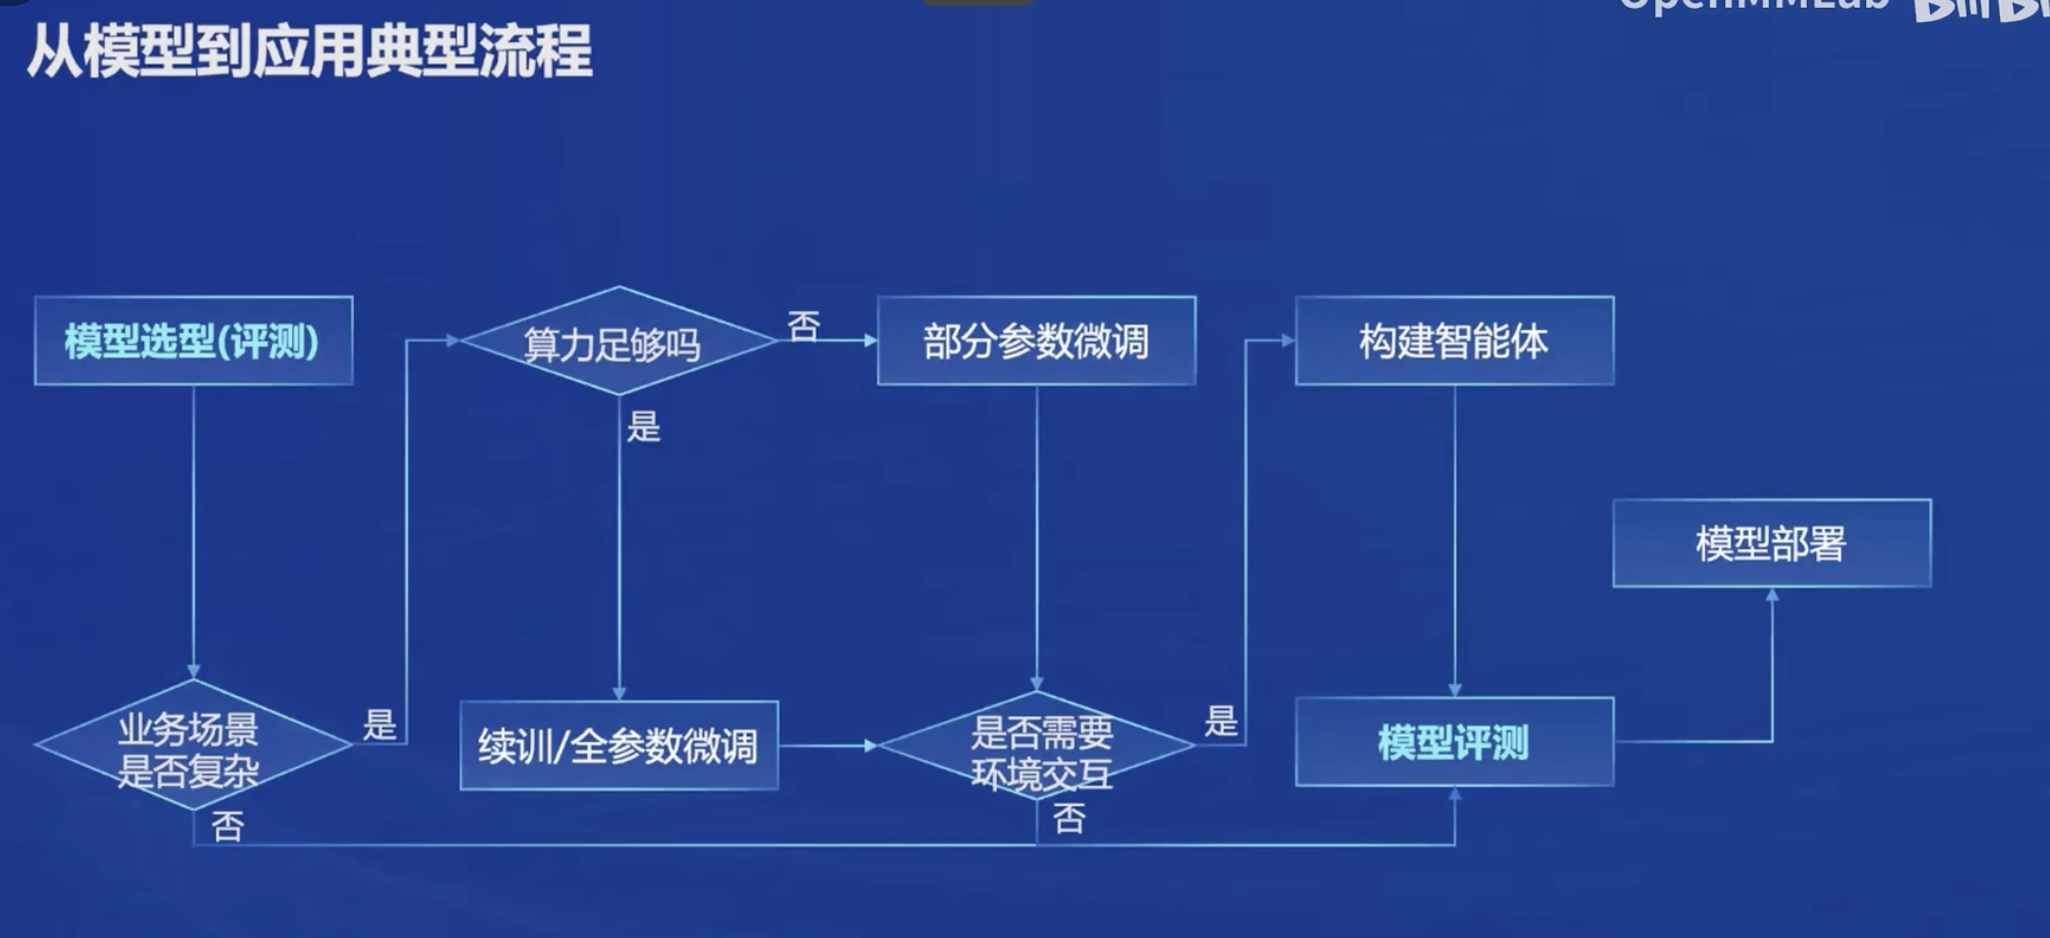 从模型到应用典型流程
模型选型(评测)
算力足够吗
否
部分参数微调
构建智能体
是
模型部署
业务场景
是否复杂
是
续训/全参数微调
是否需要
环境交互
是
模型评测
否
否